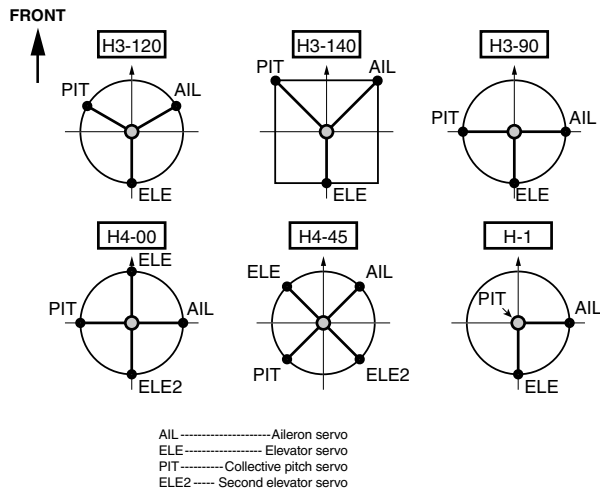 FRONT
H3-120
H3-140
H3-90
PIT
AIL
ELE
PIT
AIL
ELE
PIT
AIL
ELE
H4-00
H4-45
H-1
ELE
PIT
AIL
ELE2
ELE
AIL
PIT
ELE2
PIT
AIL
ELE
AIL---------------------Aileron servo
ELE------------------ Elevator servo
PIT----------Collective pitch servo
ELE2----- Second elevator servo